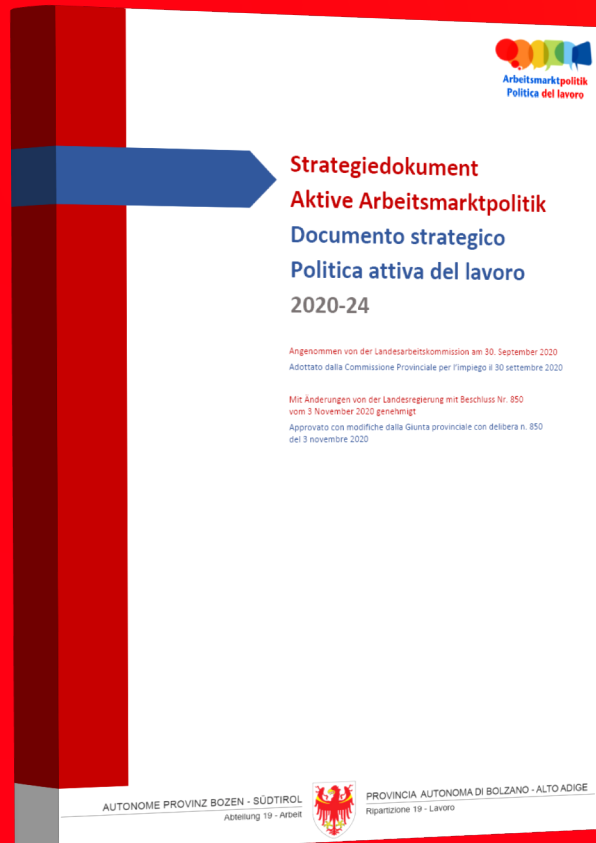 Arbeitsmarktpolitik
Politica del lavoro
Strategiedokument
Aktive Arbeitsmarktpolitik
Documento strategico
Politica attiva del lavoro
2020-24
Angenommen von der Landesarbeitskommission am 30. September 2020
Adottato dalla Commissione Provinciale per l'impiego il 30 settembre 2020
Mit Änderungen von der Landesregierung mit Beschluss Nr. 850
vom 3 November 2020 genehmigt
Approvato con modifiche dalla Giunta provinciale con delibera n. 850
del 3 novembre 2020
AUTONOME PROVINZ BOZEN - SÜDTIROL
Abteilung 19 - Arbeit
PROVINCIA AUTONOMA DI BOLZANO - ALTO ADIGE
Ripartizione 19 - Lavoro